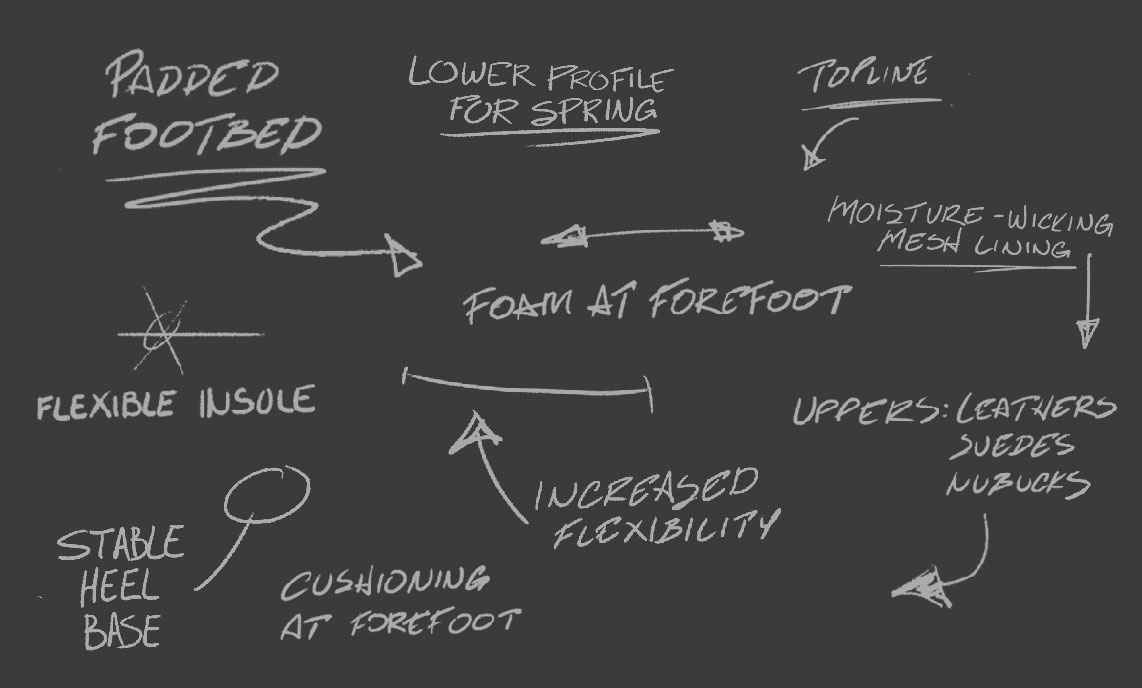 PADDED
FOOTBED
LOWER PROFILE
FOR SPRING
TOPLINE
MOISTURE-WICKING
MESH LINING
FOAM AT FOREFOOT
FLEXIBLE INSOLE
UPPERS: LEATHERS
SUEDES
NUBUCKS
INCREASED
FLEXIBILITY
STABLE
HEEL
BASE
CUSHIONING
AT FOREFOOT